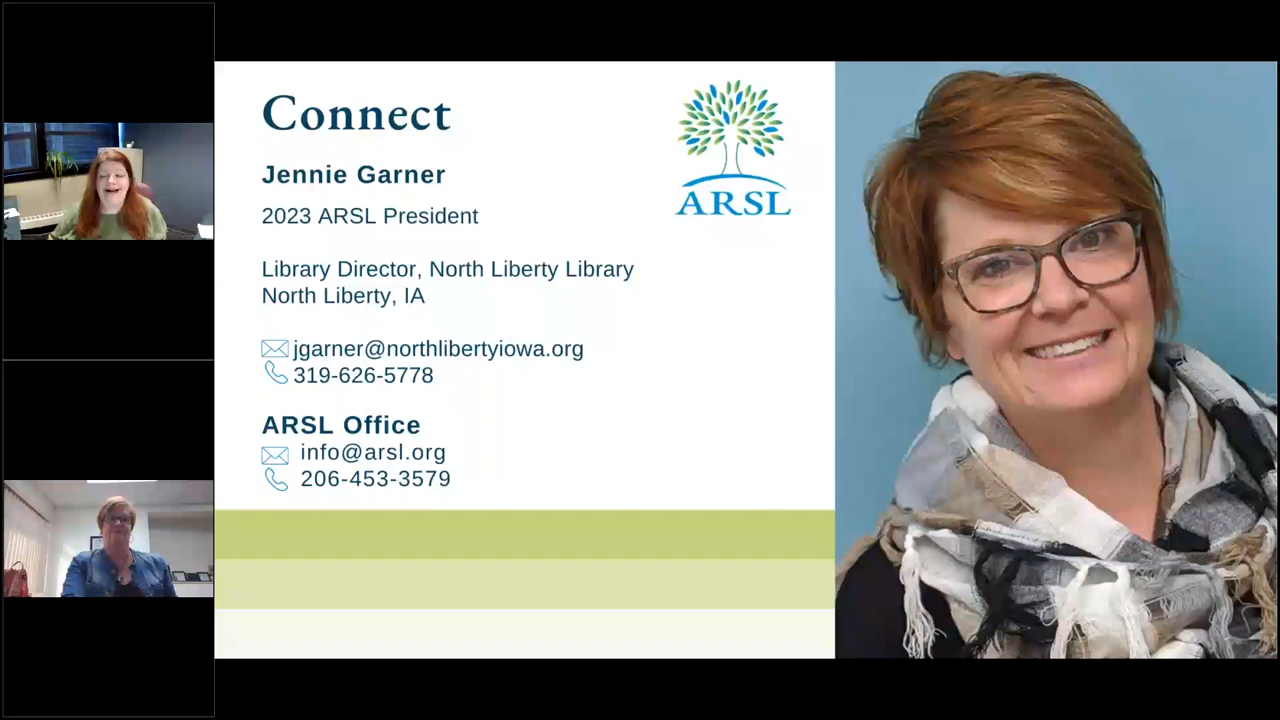 Connect
ARSL
Jennie Garner
2023 ARSL President
Library Director, North Liberty Library
North Liberty, IA
jgarner@northlibertyiowa.org
319-626-5778
ARSL Office
info@arsl.org
206-453-3579